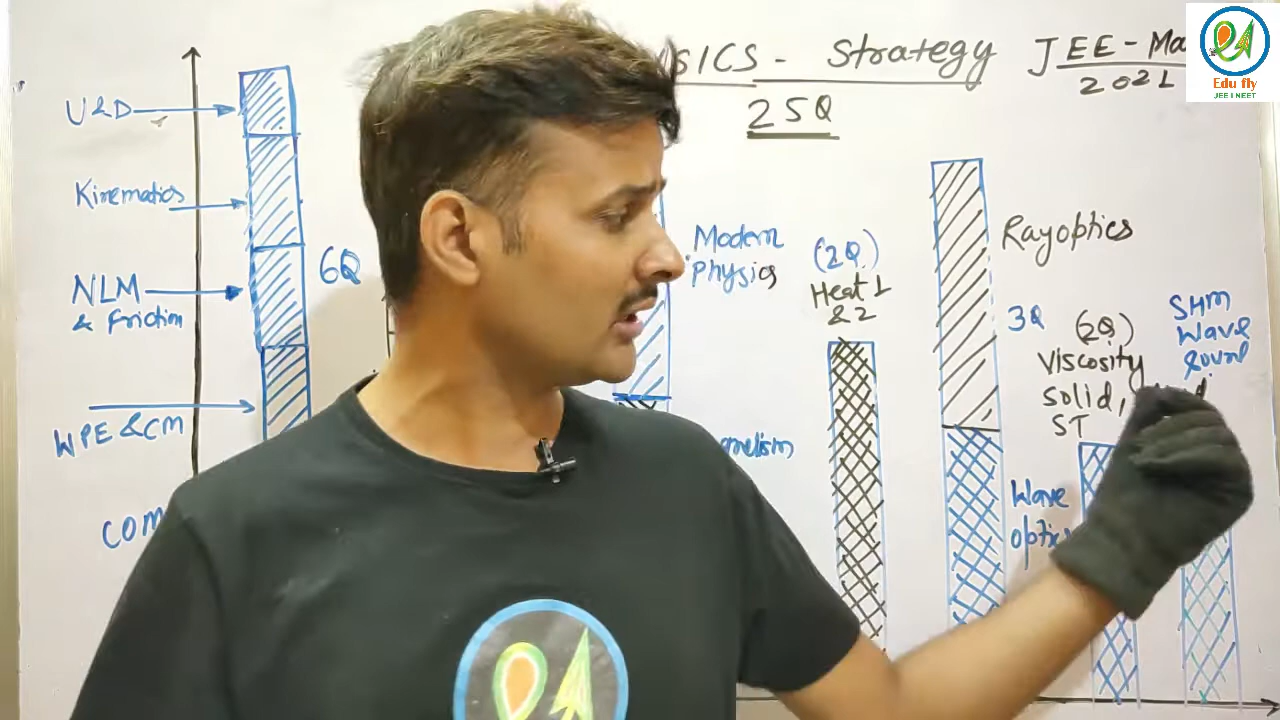 SICS - Strategy JEE - Ma
2021
25Q
Edu fly
JEE I NEET
U&D
Kinematics
NLM
& friction
6Q
WPE & CM
COM
Modern
Physics
(2Q)
Heat 1
& 2
Rayoptics
3Q
(2Q)
Viscosity
Solid,
ST
SHM
Wave
Sound
Wave
optics